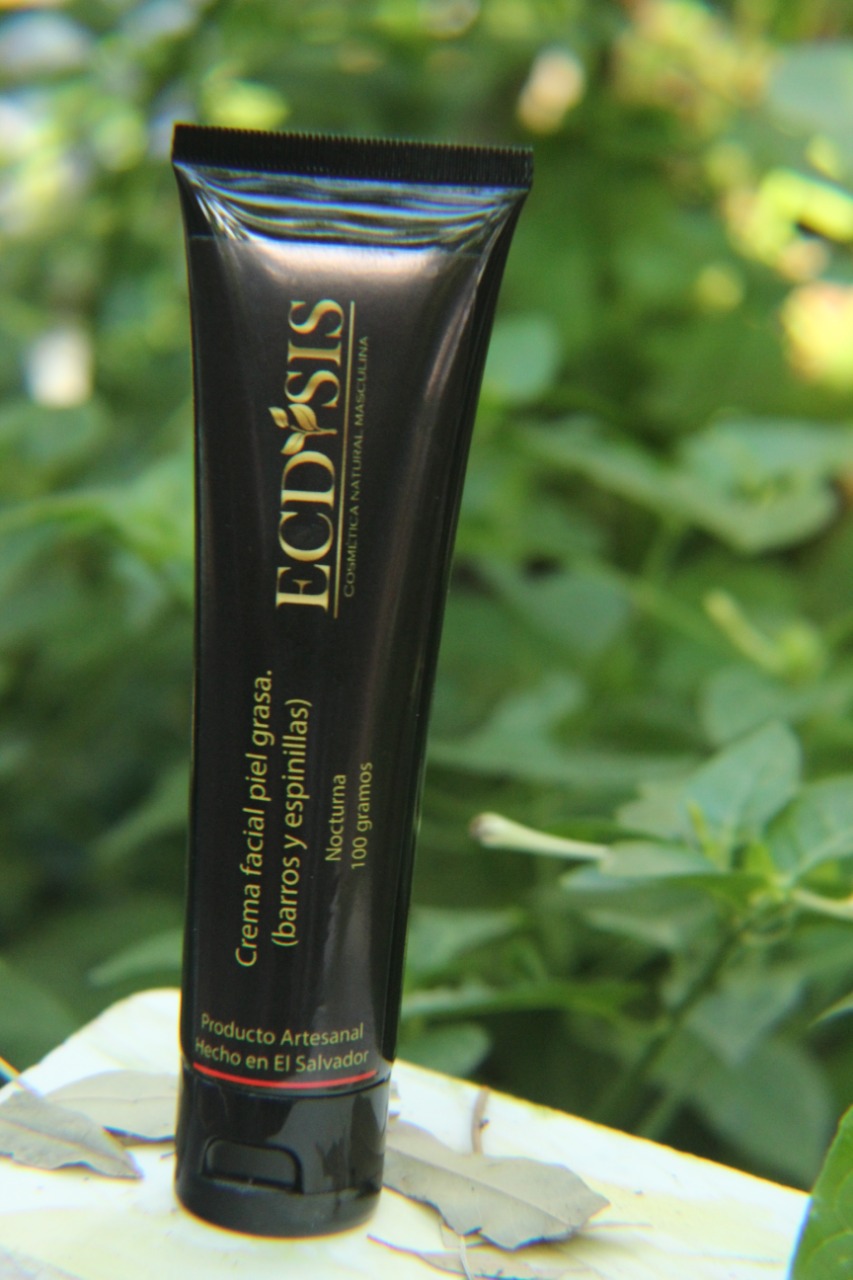 ECDYSIS
COSMÉTICA NATURAL MASCULINA
Crema facial piel grasa.
(barros y espinillas)
Nocturna
100 gramos
Producto Artesanal
Hecho en El Salvador